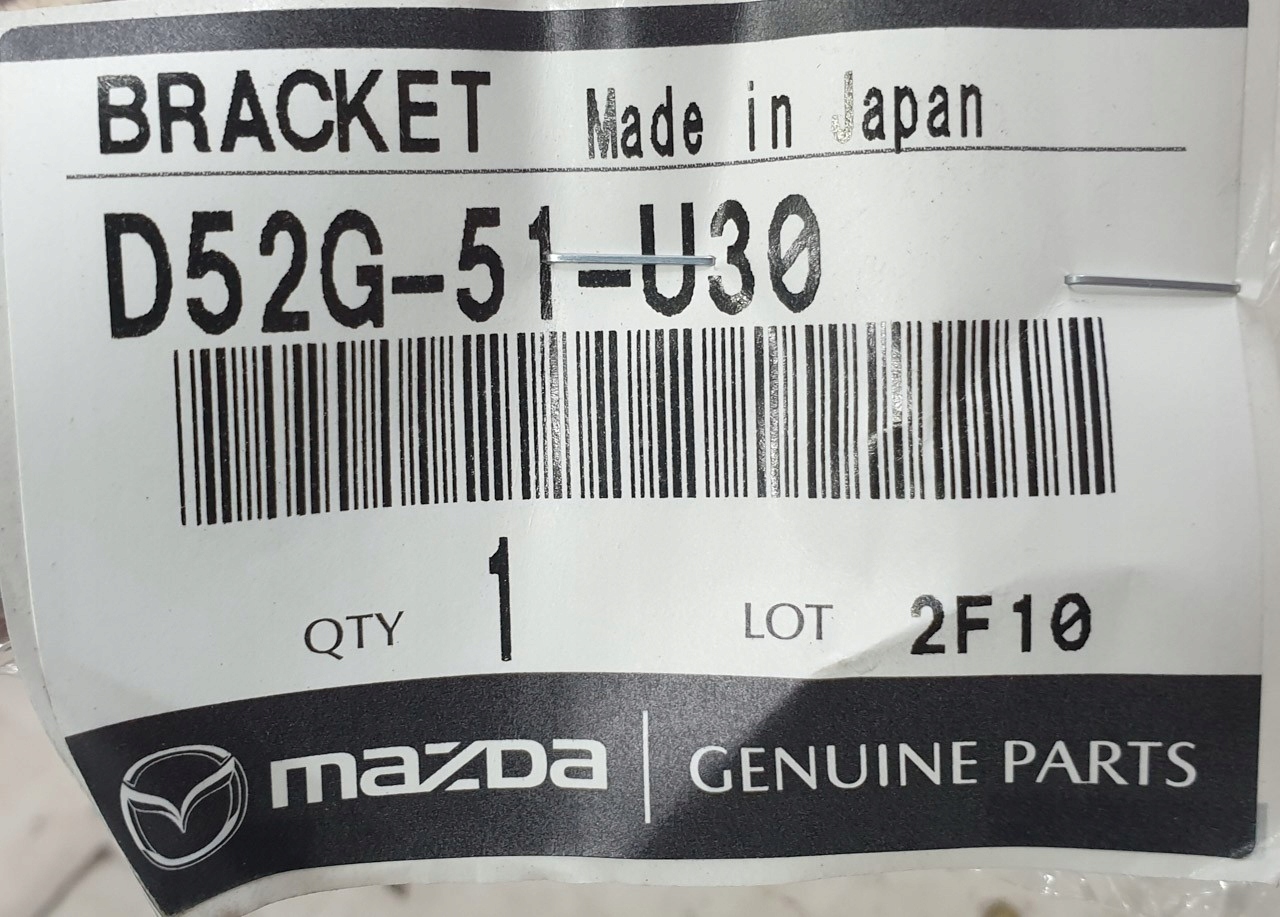 BRACKET Made in Japan
D52G-51-U30
QTY 1 LOT 2F10
mazda | GENUINE PARTS